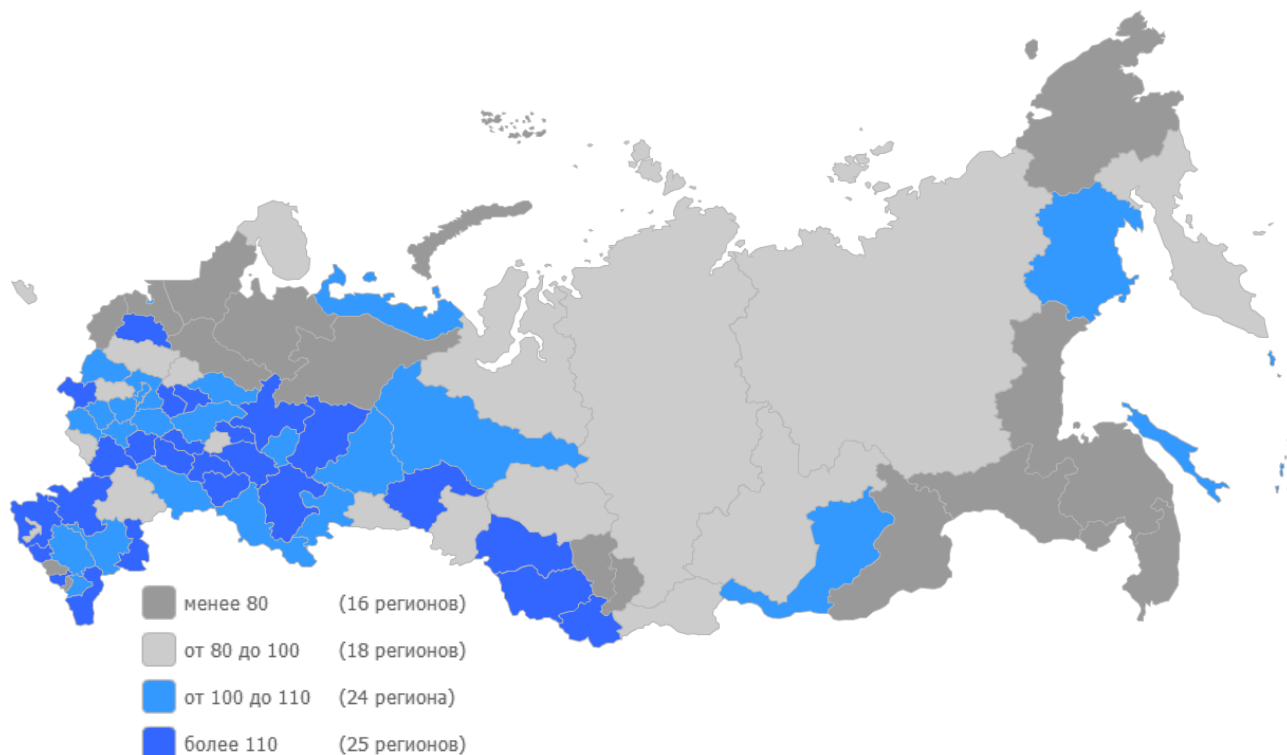 менее 80 (16 регионов)
от 80 до 100 (18 регионов)
от 100 до 110 (24 региона)
более 110 (25 регионов)